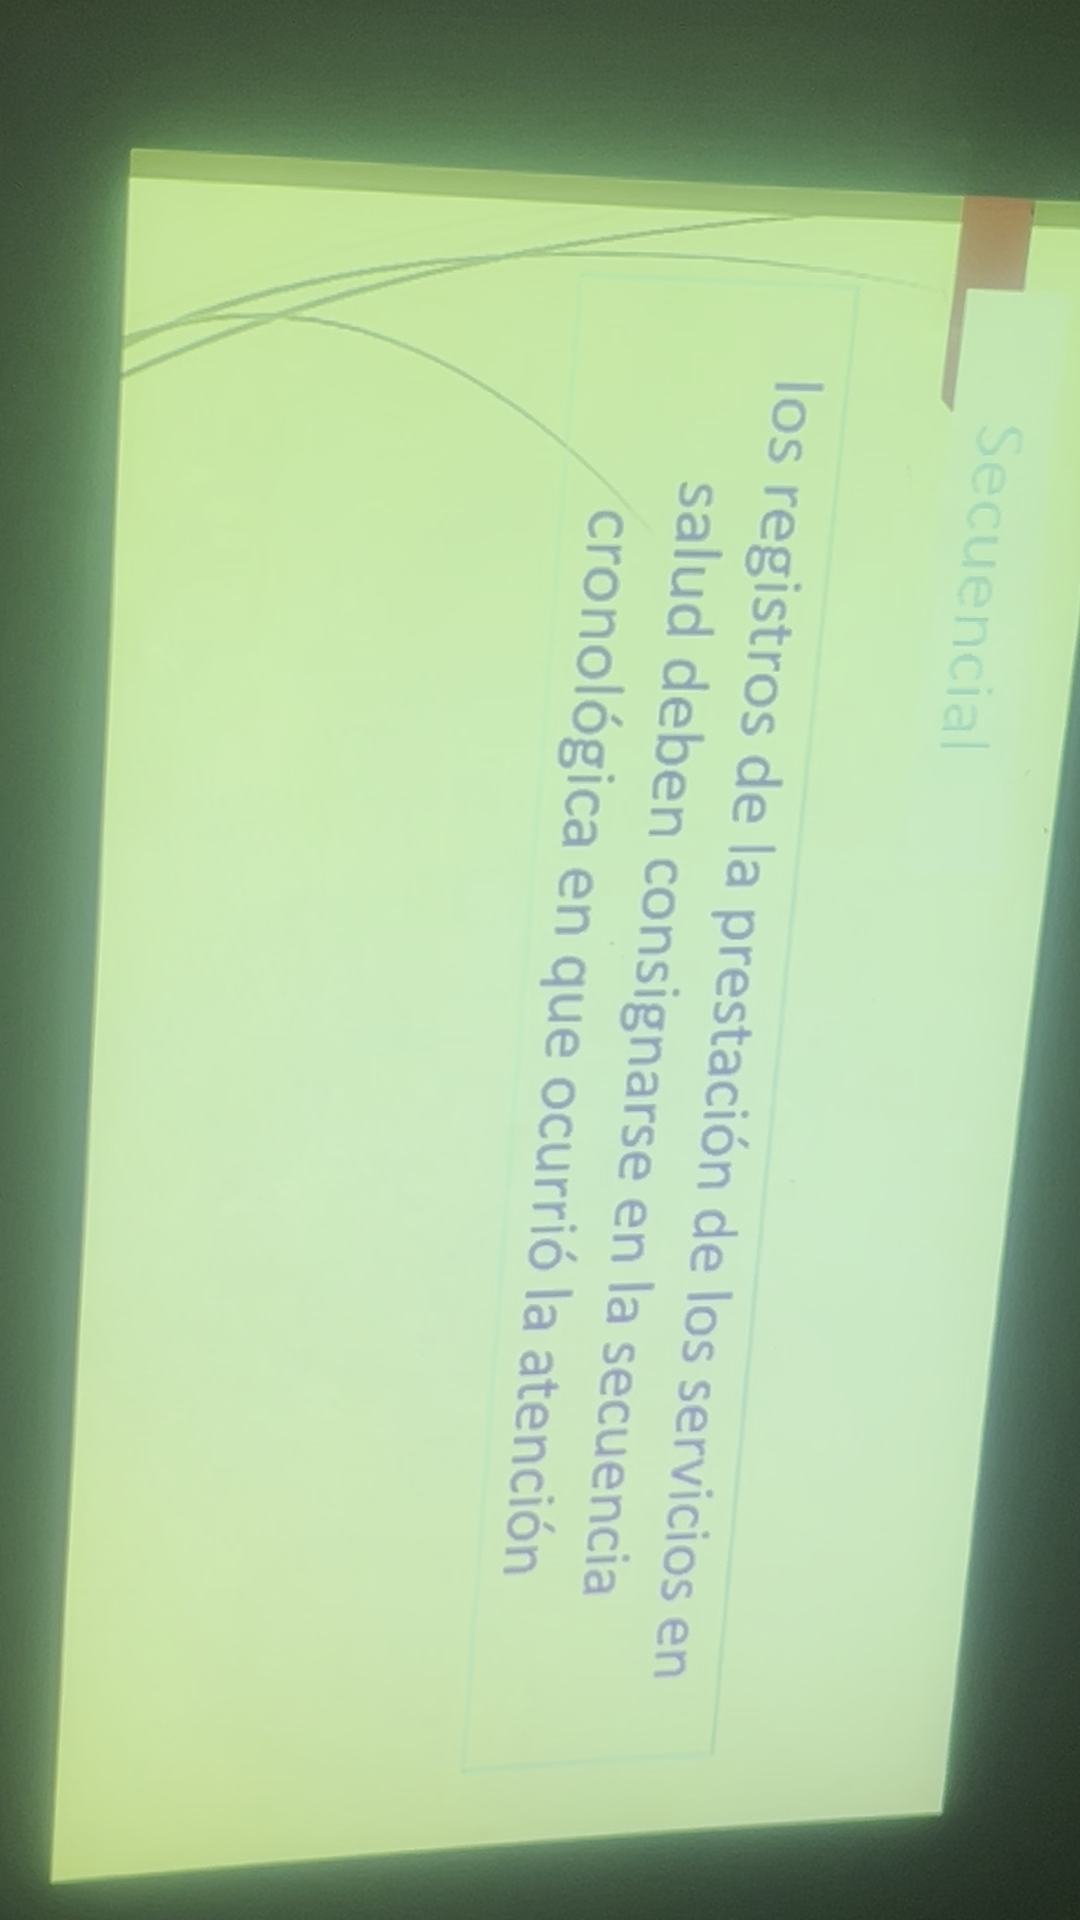 Secuencial
los registros de la prestación de los servicios en
salud deben consignarse en la secuencia
cronológica en que ocurrió la atención